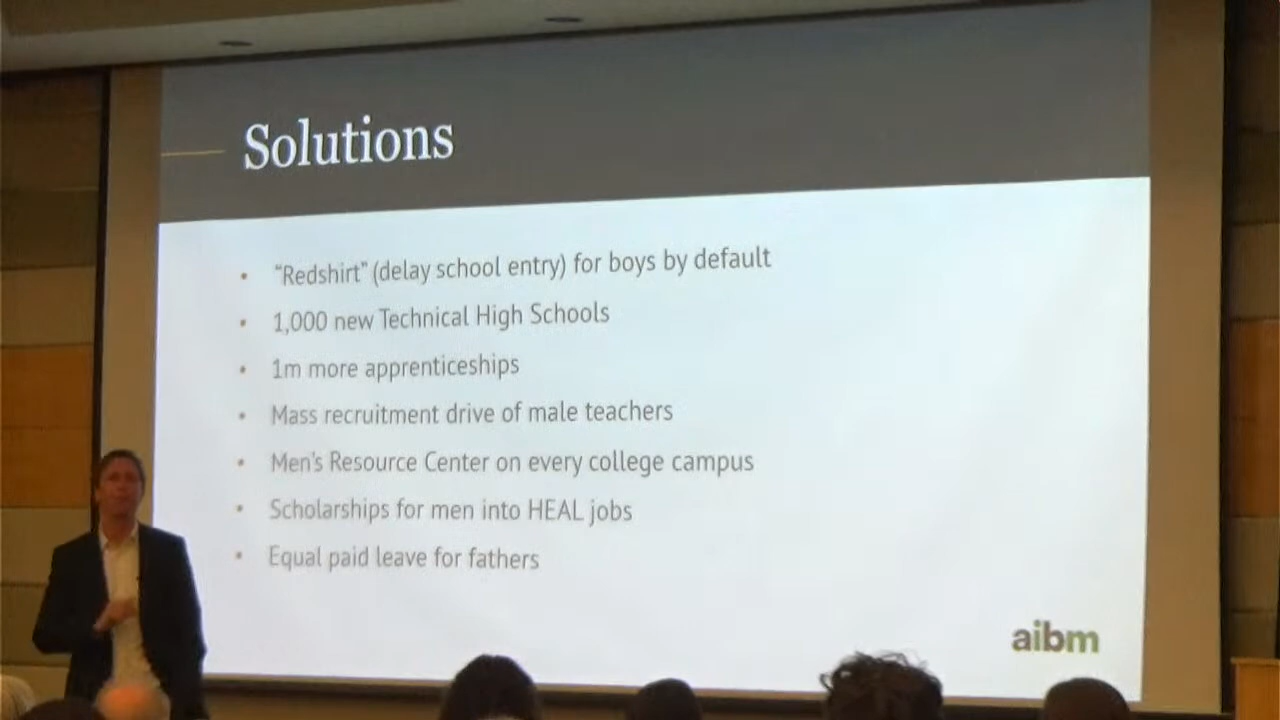 Solutions
• “Redshirt” (delay school entry) for boys by default
• 1,000 new Technical High Schools
• 1m more apprenticeships
• Mass recruitment drive of male teachers
• Men's Resource Center on every college campus
• Scholarships for men into HEAL jobs
• Equal paid leave for fathers
aibm